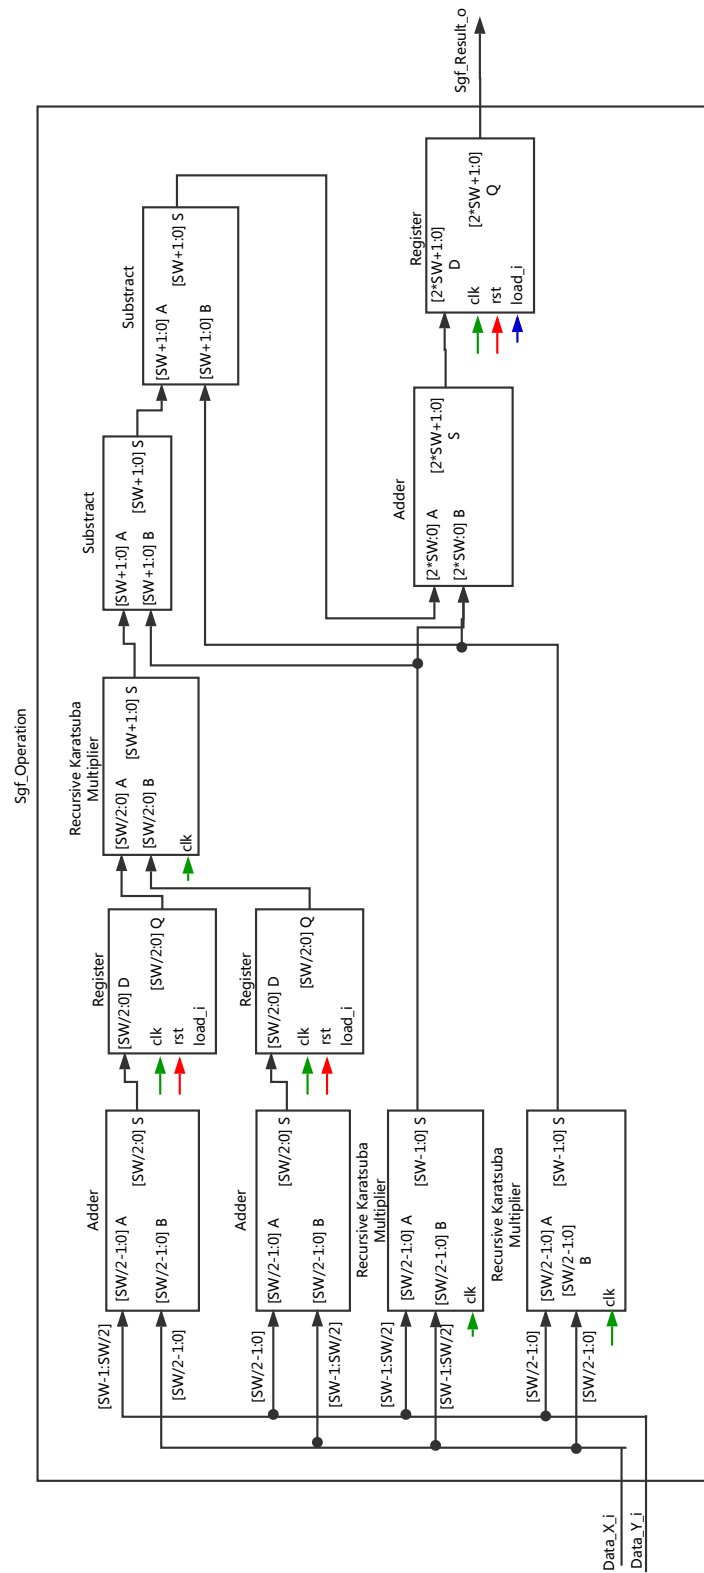 Sgf_Operation
Sgf_Result_o
Data_X_i
Data_Y_i
[SW-1:SW/2]
[SW/2-1:0]
Adder
[SW/2-1:0] A
[SW/2-1:0] B
[SW/2:0] S
Register
[SW/2:0] D
[SW/2:0] Q
clk
rst
load_i
Recursive Karatsuba
Multiplier
[SW/2:0] A
[SW/2:0] B
[SW+1:0] S
clk
Substract
[SW+1:0] A
[SW+1:0] B
[SW+1:0] S
Substract
[SW+1:0] A
[SW+1:0] B
[SW+1:0] S
[SW/2-1:0]
[SW-1:SW/2]
Adder
[SW/2-1:0] A
[SW/2-1:0] B
[SW/2:0] S
Register
[SW/2:0] D
[SW/2:0] Q
clk
rst
load_i
[SW-1:SW/2]
[SW-1:SW/2]
Recursive Karatsuba
Multiplier
[SW/2-1:0] A
[SW/2-1:0] B
[SW-1:0] S
clk
[SW/2-1:0]
[SW/2-1:0]
Recursive Karatsuba
Multiplier
[SW/2-1:0] A
[SW/2-1:0]
B
[SW-1:0] S
clk
Adder
[2*SW:0] A
[2*SW:0] B
[2*SW+1:0]
S
Register
[2*SW+1:0]
D
[2*SW+1:0]
Q
clk
rst
load_i